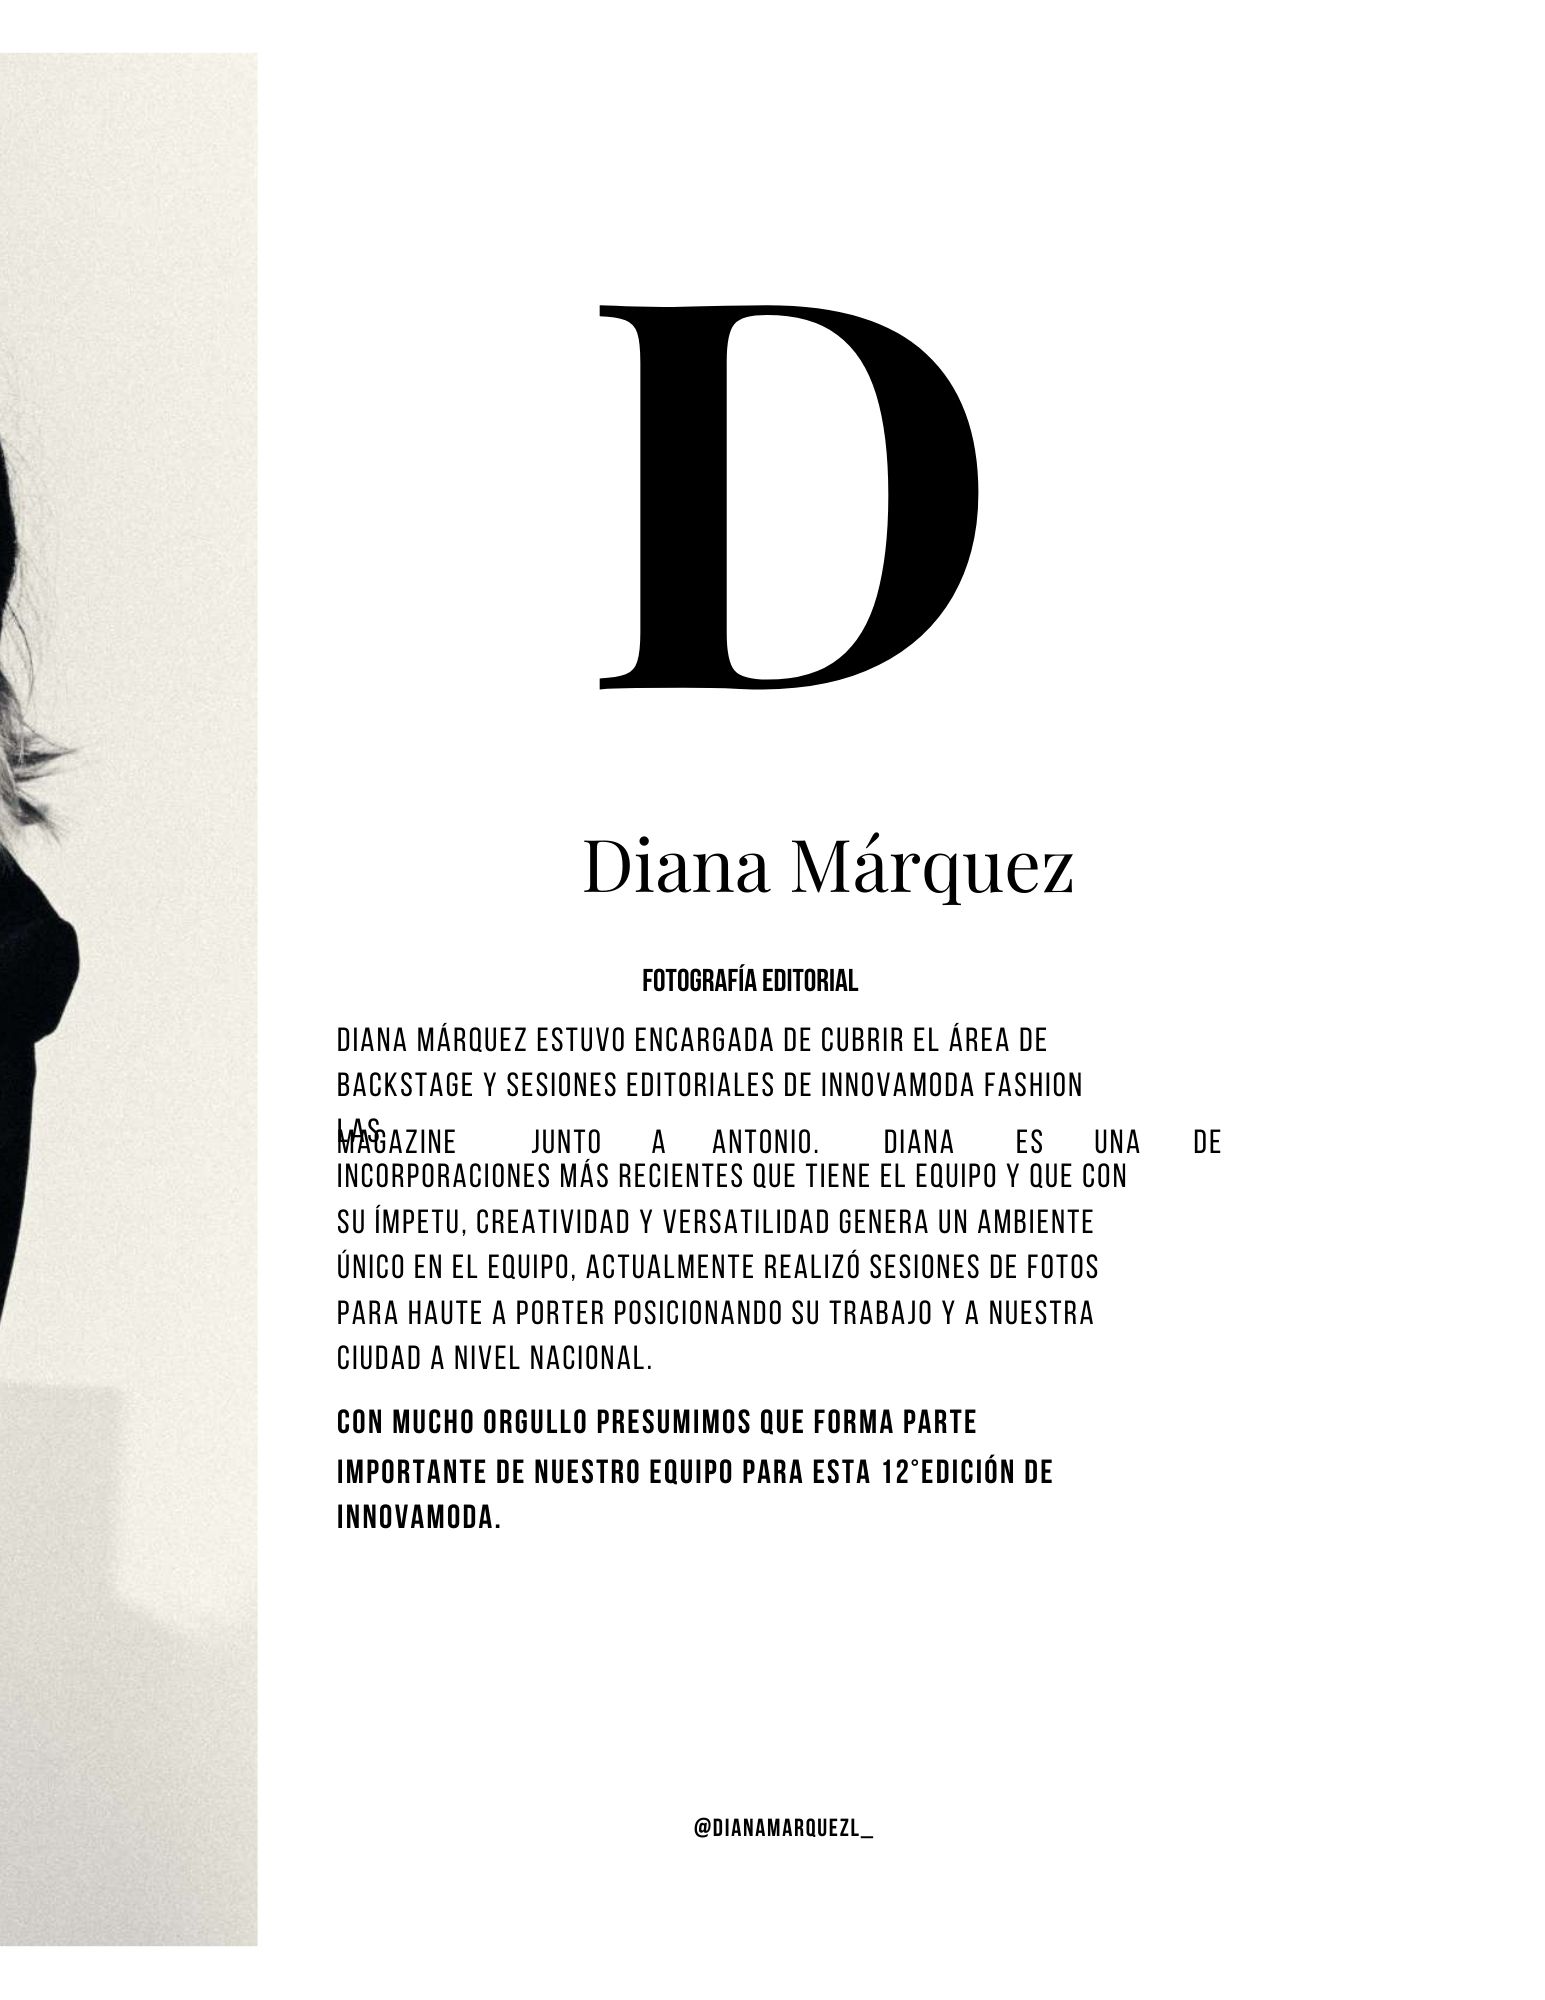 D
Diana Márquez
FOTOGRAFÍA EDITORIAL
DIANA MÁRQUEZ ESTUVO ENCARGADA DE CUBRIR EL ÁREA DE
BACKSTAGE Y SESIONES EDITORIALES DE INNOVAMODA FASHION
MAGAZINE JUNTO A ANTONIO. DIANA ES UNA DE
LAS
INCORPORACIONES MÁS RECIENTES QUE TIENE EL EQUIPO Y QUE CON
SU ÍMPETU, CREATIVIDAD Y VERSATILIDAD GENERA UN AMBIENTE
ÚNICO EN EL EQUIPO, ACTUALMENTE REALIZÓ SESIONES DE FOTOS
PARA HAUTE A PORTER POSICIONANDO SU TRABAJO Y A NUESTRA
CIUDAD A NIVEL NACIONAL.
CON MUCHO ORGULLO PRESUMIMOS QUE FORMA PARTE
IMPORTANTE DE NUESTRO EQUIPO PARA ESTA 12°EDICIÓN DE
INNOVAMODA.
@DIANAMARQUEZL_